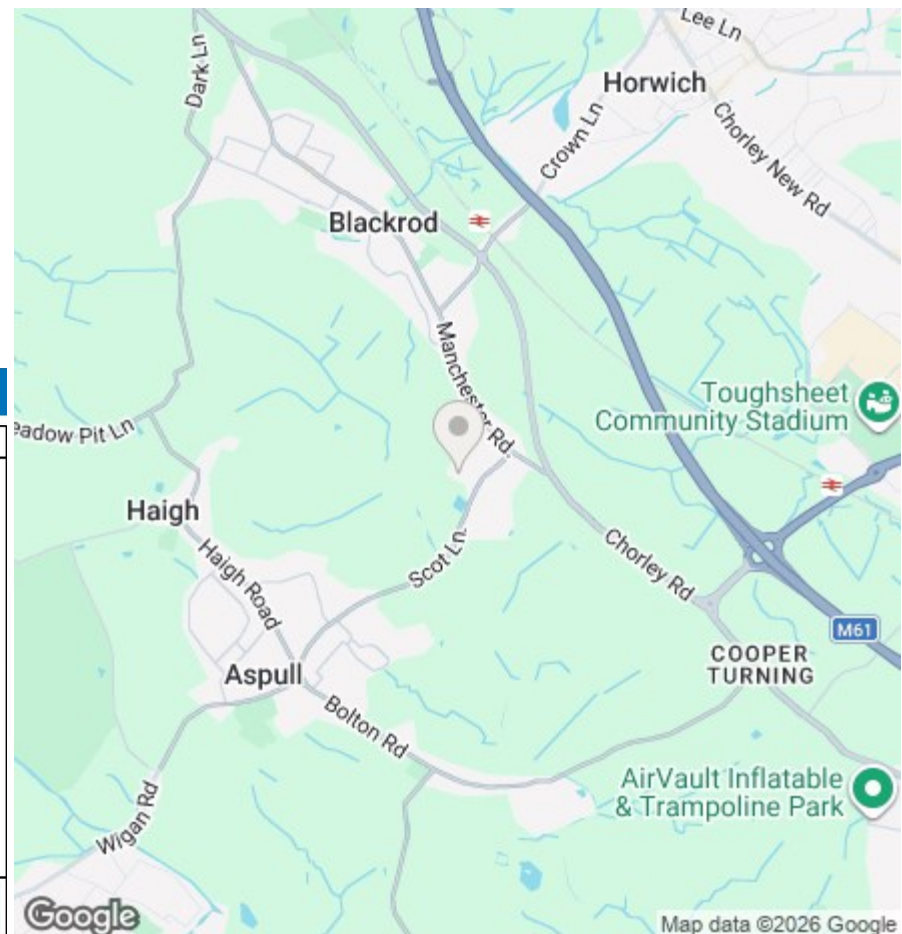 Lee Ln
Horwich
Dark Ln
Crown Ln
Chorley New Rd
Blackrod
Manchester Rd.
Toughsheet
Community Stadium
eadow Pit Ln
Haigh
Haigh Road
Scot Ln.
Chorley Rd
M61
Aspull
COOPER
TURNING
Bolton Rd
AirVault Inflatable
& Trampoline Park
Wigan Rd
Google
Map data ©2026 Google